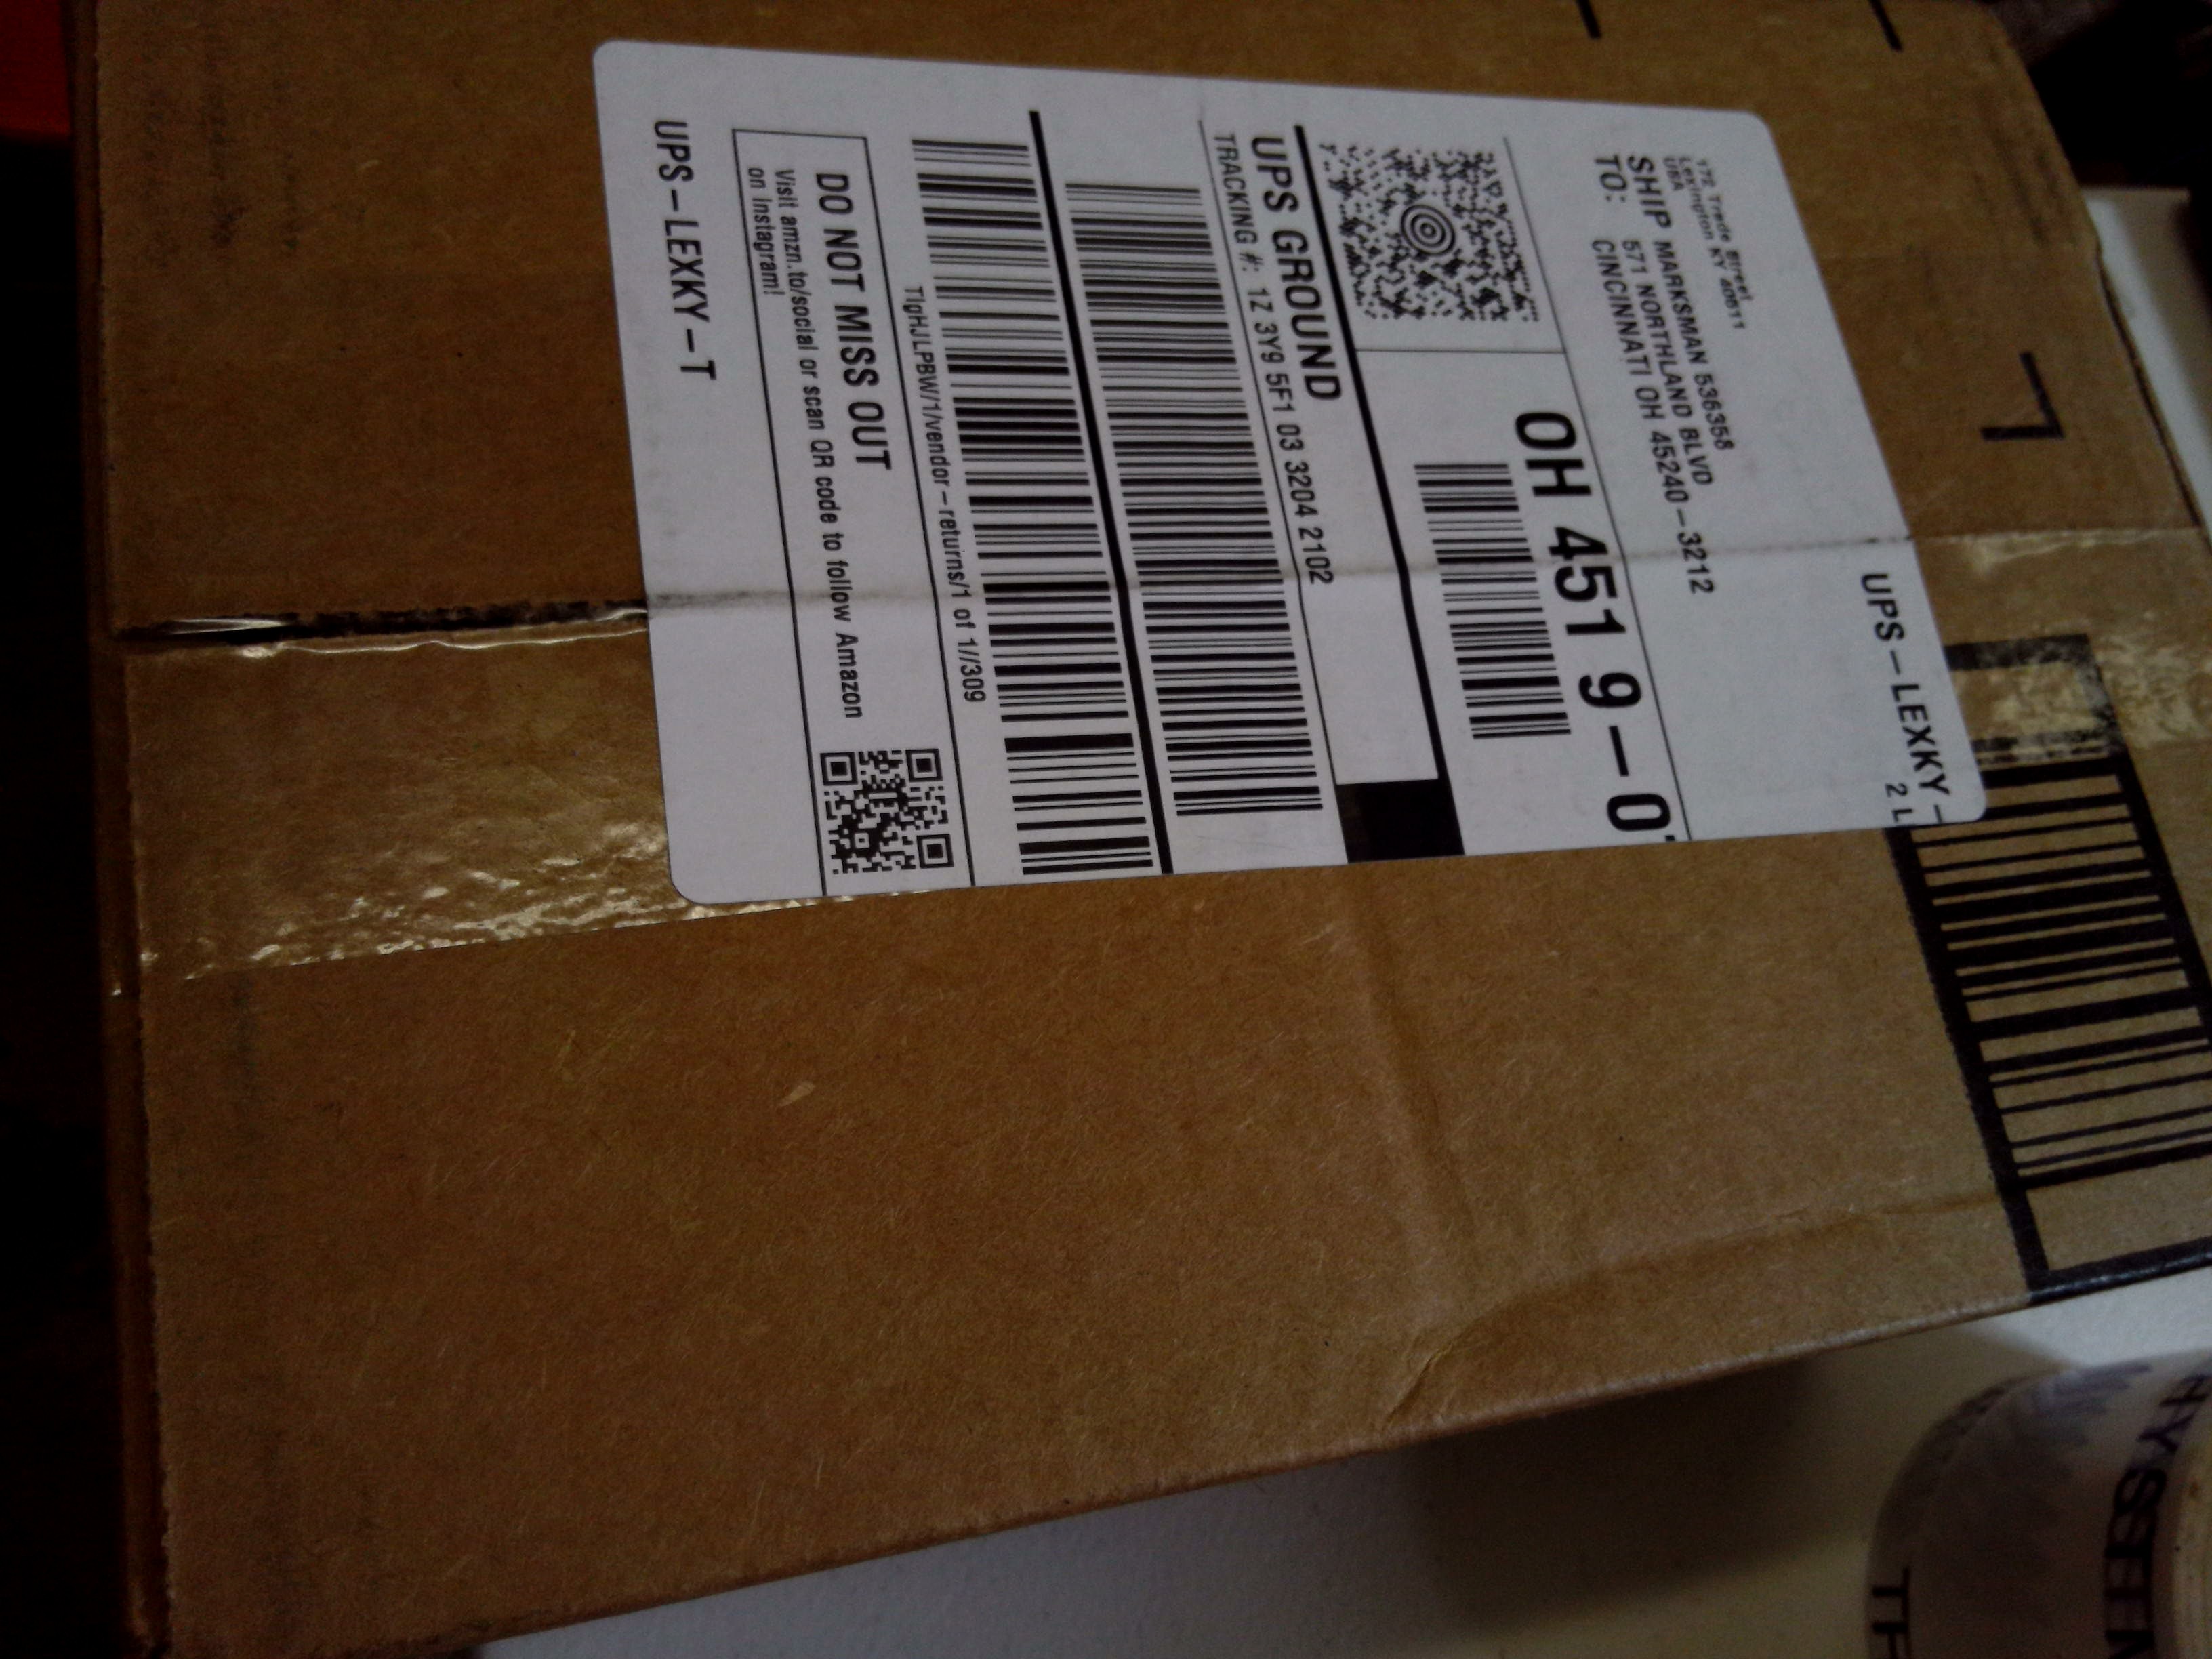 UPS-LEXKY-
2 L
172 Trade Street
Lexington KY 40511
USA
SHIP MARKSMAN 536358
TO: 571 NORTHLAND BLVD
CINCINNATI OH 45240-3212
OH 451 9-0
UPS GROUND
TRACKING #: 1Z 3Y9 5F1 03 3204 2102
TIgHJLPBW/1/vendor-returns/1 of 1//309
DO NOT MISS OUT
Visit amzn.to/social or scan QR code to follow Amazon
on Instagram!
UPS-LEXKY-T